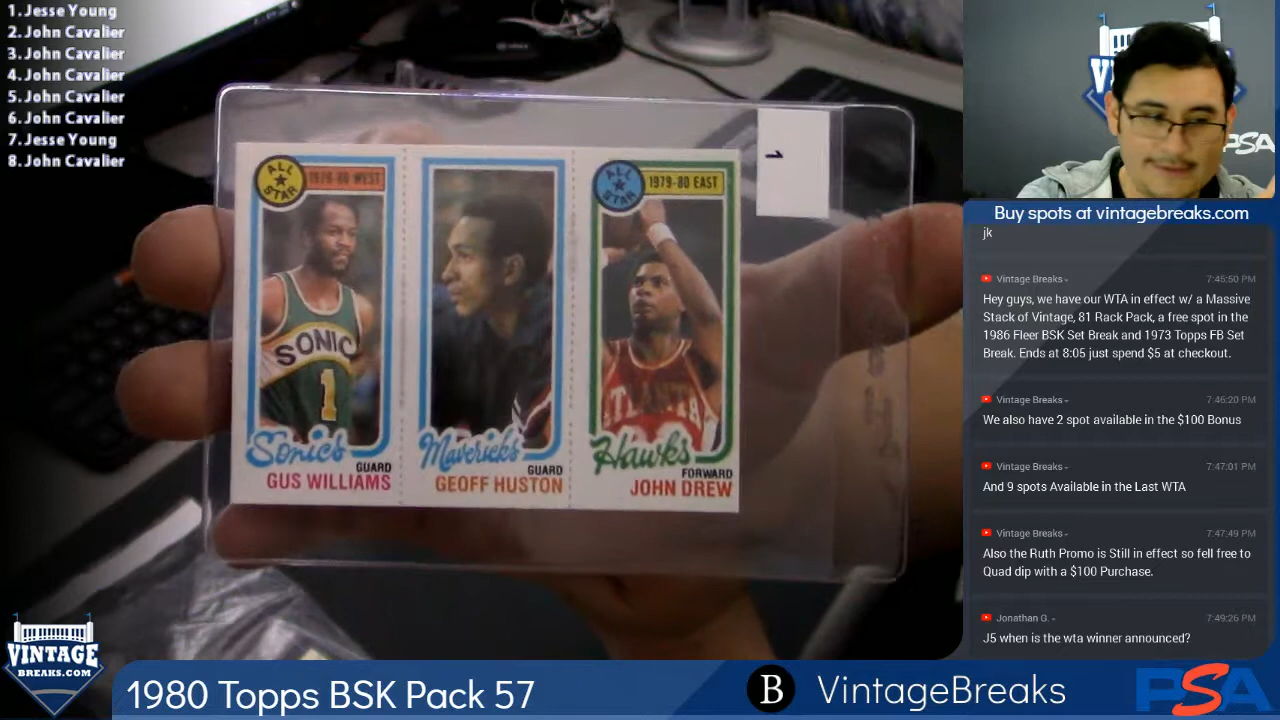 1. Jesse Young
2. John Cavalier
3. John Cavalier
4. John Cavalier
5. John Cavalier
6. John Cavalier
7. Jesse Young
8. John Cavalier
ALL STAR
1979-80 WEST
SONICS
1
Sonics
GUARD
GUS WILLIAMS
Mavericks
GUARD
GEOFF HUSTON
ALL STAR
1979-80 EAST
ATLANTA
Hawks
FORWARD
JOHN DREW
1
PSA
Buy spots at vintagebreaks.com
jk
Vintage Breaks 7:45:50 PM
Hey guys, we have our WTA in effect w/ a Massive
Stack of Vintage, 81 Rack Pack, a free spot in the
1986 Fleer BSK Set Break and 1973 Topps FB Set
Break. Ends at 8:05 just spend $5 at checkout.
Vintage Breaks 7:46:20 PM
We also have 2 spot available in the $100 Bonus
Vintage Breaks 7:47:01 PM
And 9 spots Available in the Last WTA
Vintage Breaks 7:47:49 PM
Also the Ruth Promo is Still in effect so fell free to
Quad dip with a $100 Purchase.
Jonathan G. 7:49:26 PM
J5 when is the wta winner announced?
VINTAGE
BREAKS.COM
1980 Topps BSK Pack 57
B
VintageBreaks
PSA